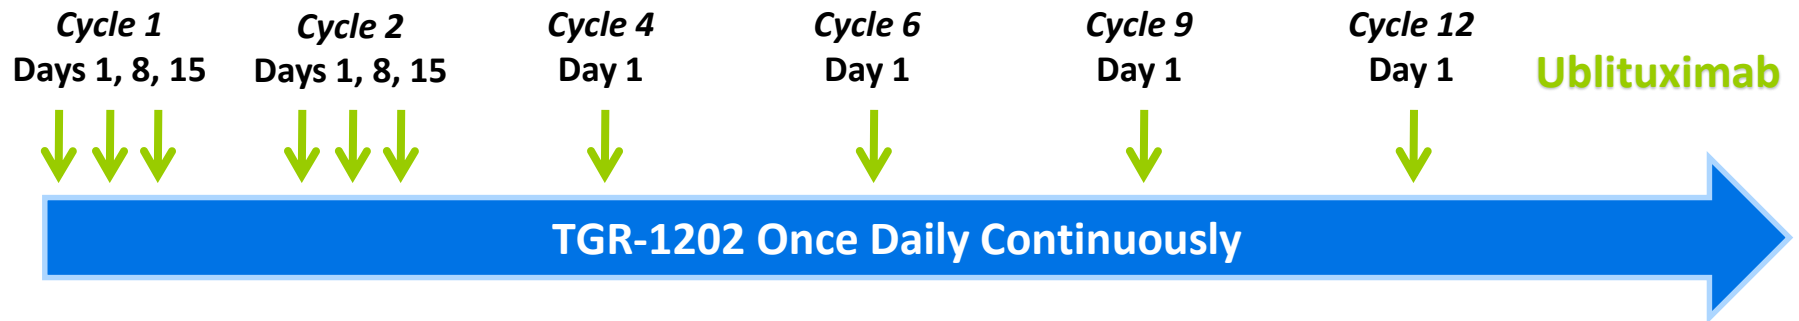 Cycle 1
Days 1, 8, 15
Cycle 2
Days 1, 8, 15
Cycle 4
Day 1
Cycle 6
Day 1
Cycle 9
Day 1
Cycle 12
Day 1
Ublituximab
TGR-1202 Once Daily Continuously